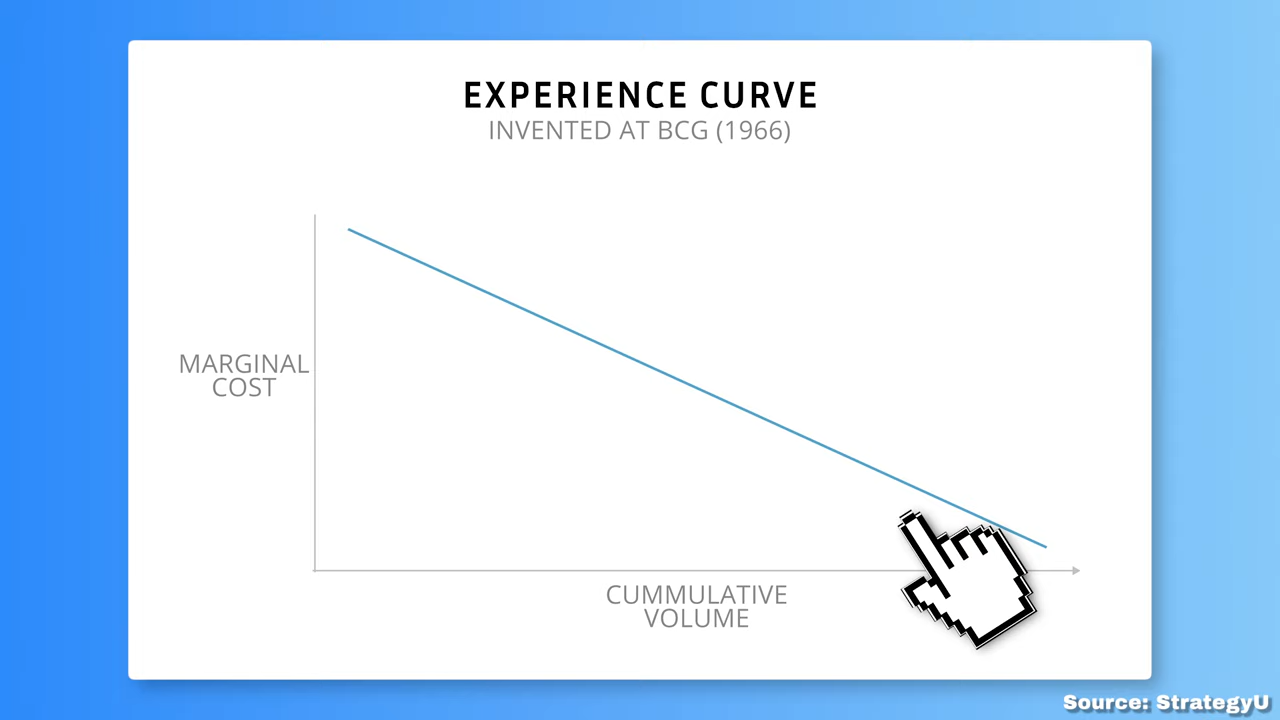 EXPERIENCE CURVE
INVENTED AT BCG (1966)
MARGINAL
COST
CUMMULATIVE
VOLUME
Source: StrategyU